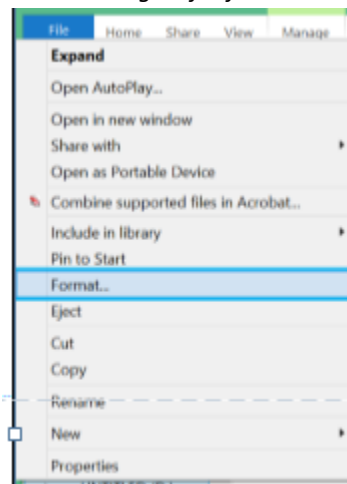 File Home Share View Manage
Expand
Open AutoPlay...
Open in new window
Share with
Open as Portable Device
Combine supported files in Acrobat...
Include in library
Pin to Start
Format...
Eject
Cut
Copy
Rename
New
Properties